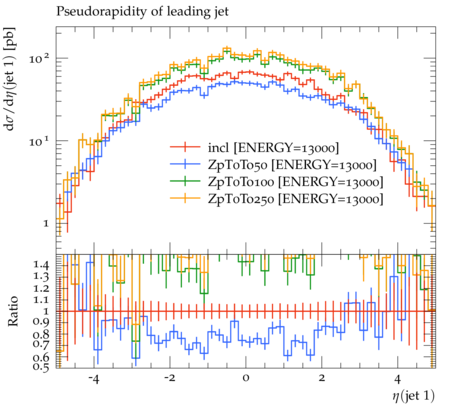 Pseudorapidity of leading jet
dσ/dη(jet 1) [pb]
10²
10¹
1
incl [ENERGY=13000]
ZpToTo50 [ENERGY=13000]
ZpToTo100 [ENERGY=13000]
ZpToTo250 [ENERGY=13000]
Ratio
1.4
1.3
1.2
1.1
1
0.9
0.8
0.7
0.6
0.5
-4 -2 0 2 4
η(jet 1)